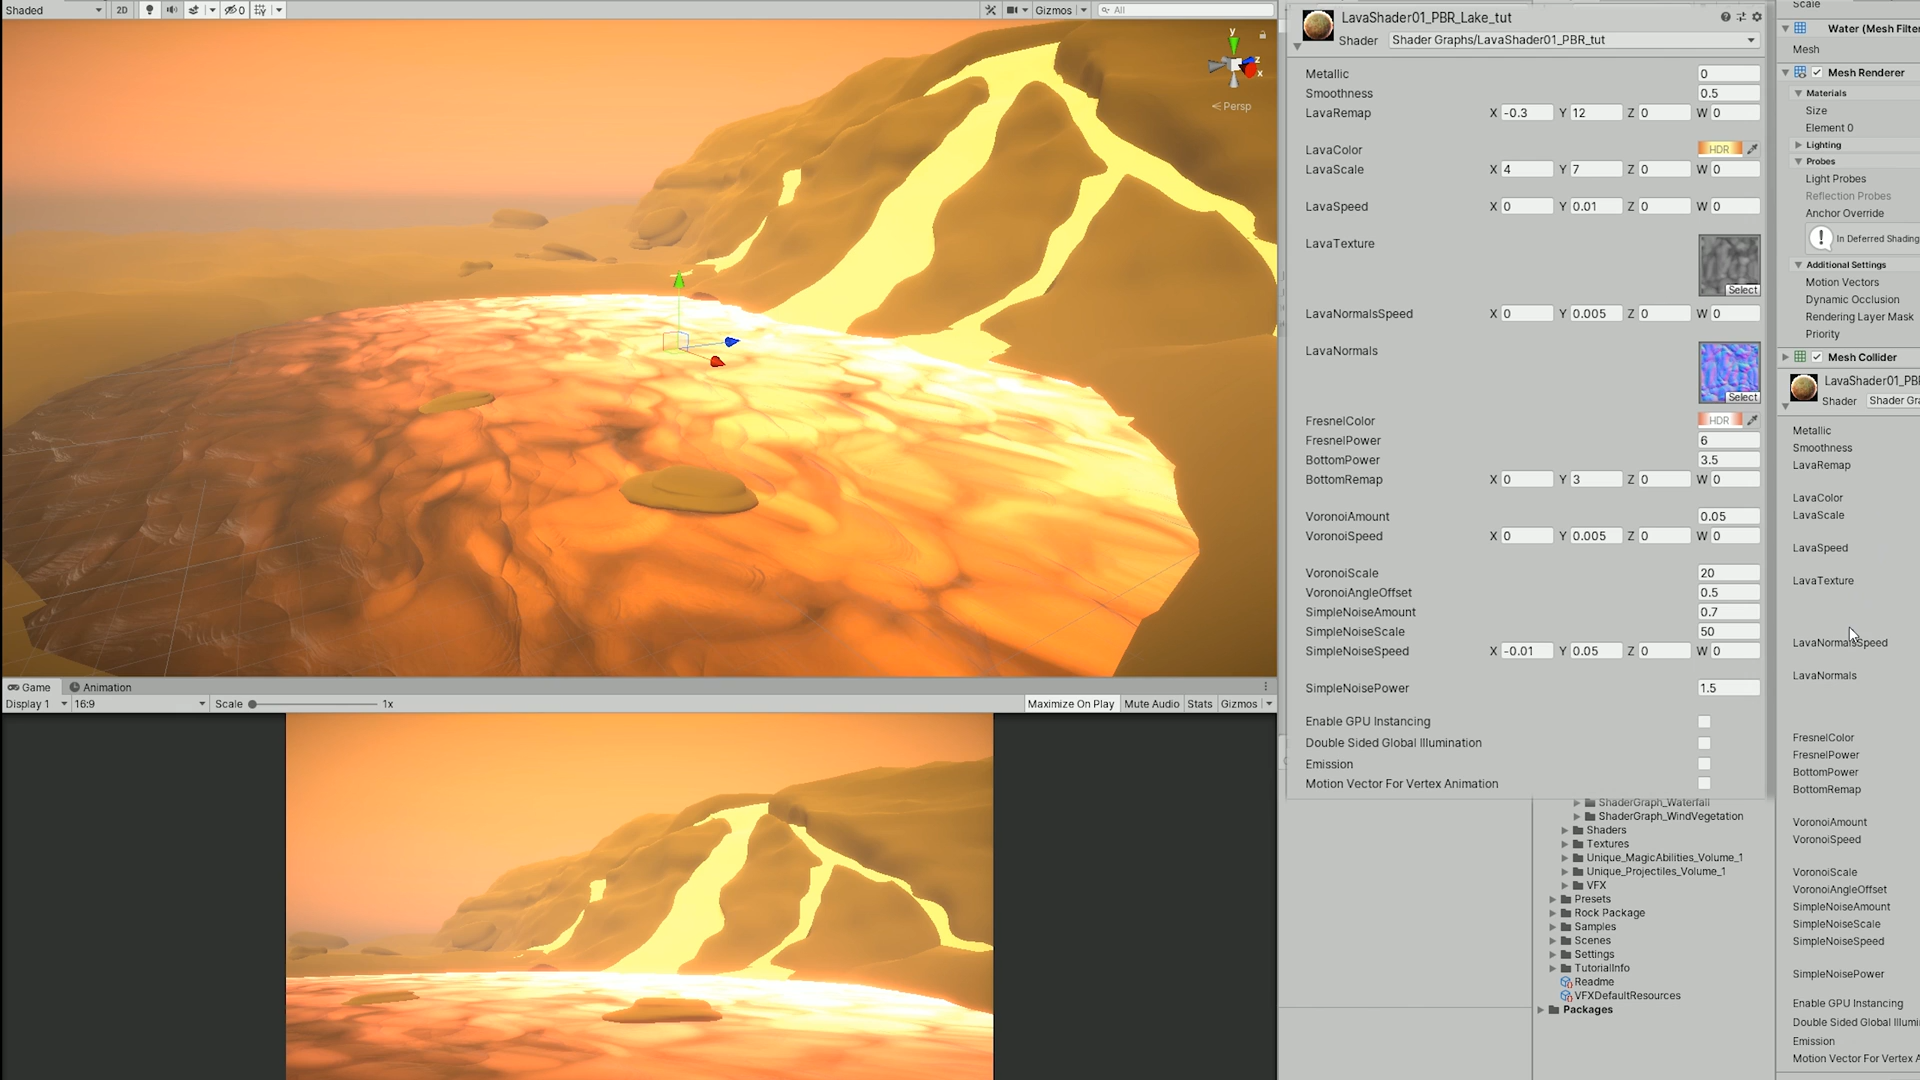 Shaded 2D 0 Gizmos All
y
z
x
Persp
Game Animation
Display 1 16:9 Scale 1x Maximize On Play Mute Audio Stats Gizmos
LavaShader01_PBR_Lake_tut
Shader Shader Graphs/LavaShader01_PBR_tut
Metallic 0
Smoothness 0.5
LavaRemap X -0.3 Y 12 Z 0 W 0
LavaColor HDR
LavaScale X 4 Y 7 Z 0 W 0
LavaSpeed X 0 Y 0.01 Z 0 W 0
LavaTexture
Select
LavaNormalsSpeed X 0 Y 0.005 Z 0 W 0
LavaNormals
Select
FresnelColor HDR
FresnelPower 6
BottomPower 3.5
BottomRemap X 0 Y 3 Z 0 W 0
VoronoiAmount 0.05
VoronoiSpeed X 0 Y 0.005 Z 0 W 0
VoronoiScale 20
VoronoiAngleOffset 0.5
SimpleNoiseAmount 0.7
SimpleNoiseScale 50
SimpleNoiseSpeed X -0.01 Y 0.05 Z 0 W 0
SimpleNoisePower 1.5
Enable GPU Instancing
Double Sided Global Illumination
Emission
Motion Vector For Vertex Animation
ShaderGraph_Waterfall
ShaderGraph_WindVegetation
Shaders
Textures
Unique_MagicAbilities_Volume_1
Unique_Projectiles_Volume_1
VFX
Presets
Rock Package
Samples
Scenes
Settings
TutorialInfo
Readme
VFXDefaultResources
Packages
Scale
Water (Mesh Filte
Mesh
Mesh Renderer
Materials
Size
Element 0
Lighting
Probes
Light Probes
Reflection Probes
Anchor Override
In Deferred Shading
Additional Settings
Motion Vectors
Dynamic Occlusion
Rendering Layer Mask
Priority
Mesh Collider
LavaShader01_PB
Shader Shader Gra
Metallic
Smoothness
LavaRemap
LavaColor
LavaScale
LavaSpeed
LavaTexture
LavaNormalsSpeed
LavaNormals
FresnelColor
FresnelPower
BottomPower
BottomRemap
VoronoiAmount
VoronoiSpeed
VoronoiScale
VoronoiAngleOffset
SimpleNoiseAmount
SimpleNoiseScale
SimpleNoiseSpeed
SimpleNoisePower
Enable GPU Instancing
Double Sided Global Illumi
Emission
Motion Vector For Vertex A